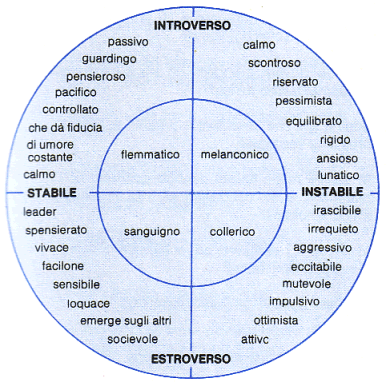 INTROVERSO
passivo
guardingo
pensieroso
pacifico
controllato
che dà fiducia
di umore
costante
calmo
calmo
scontroso
riservato
pessimista
equilibrato
rigido
ansioso
lunatico
flemmatico
melanconico
STABILE
INSTABILE
sanguigno
collerico
leader
spensierato
vivace
facilone
sensibile
loquace
emerge sugli altri
socievole
irascibile
irrequieto
aggressivo
eccitabile
mutevole
impulsivo
ottimista
attivc
ESTROVERSO